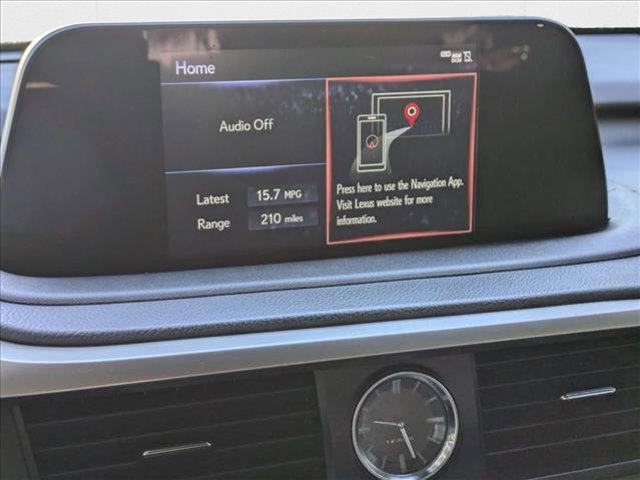 Home
Audio Off
Latest 15.7 MPG
Range 210 miles
Press here to use the Navigation App.
Visit Lexus website for more
information.
LEXUS